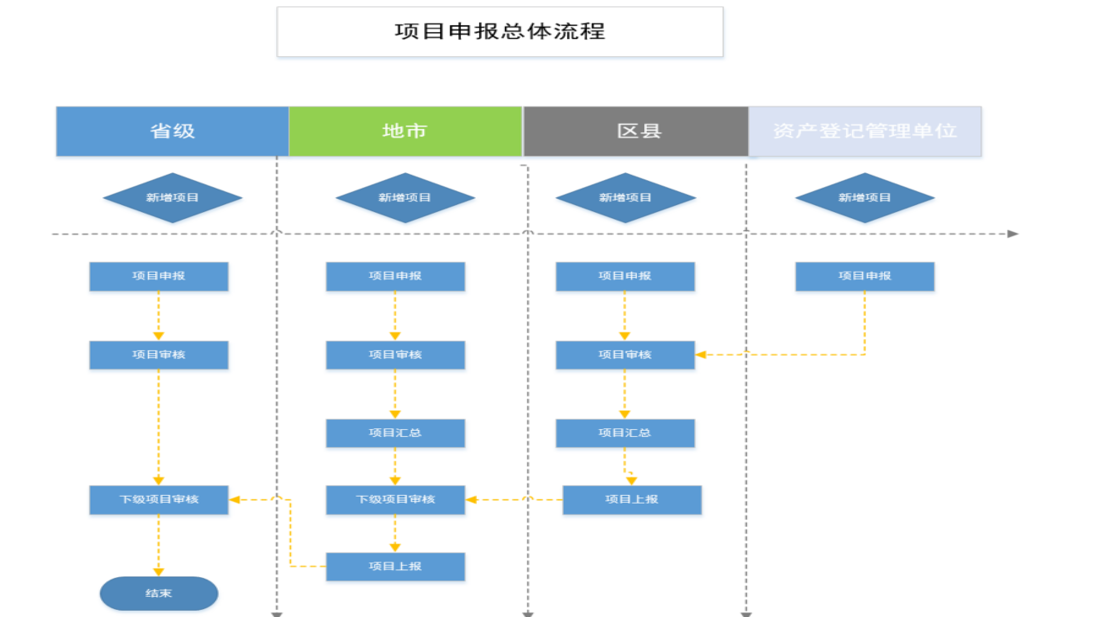 项目申报总体流程
省级
地市
区县
资产登记管理单位
新增项目
新增项目
新增项目
新增项目
项目申报
项目申报
项目申报
项目申报
项目审核
项目审核
项目审核
项目汇总
项目汇总
下级项目审核
下级项目审核
项目上报
项目上报
结束